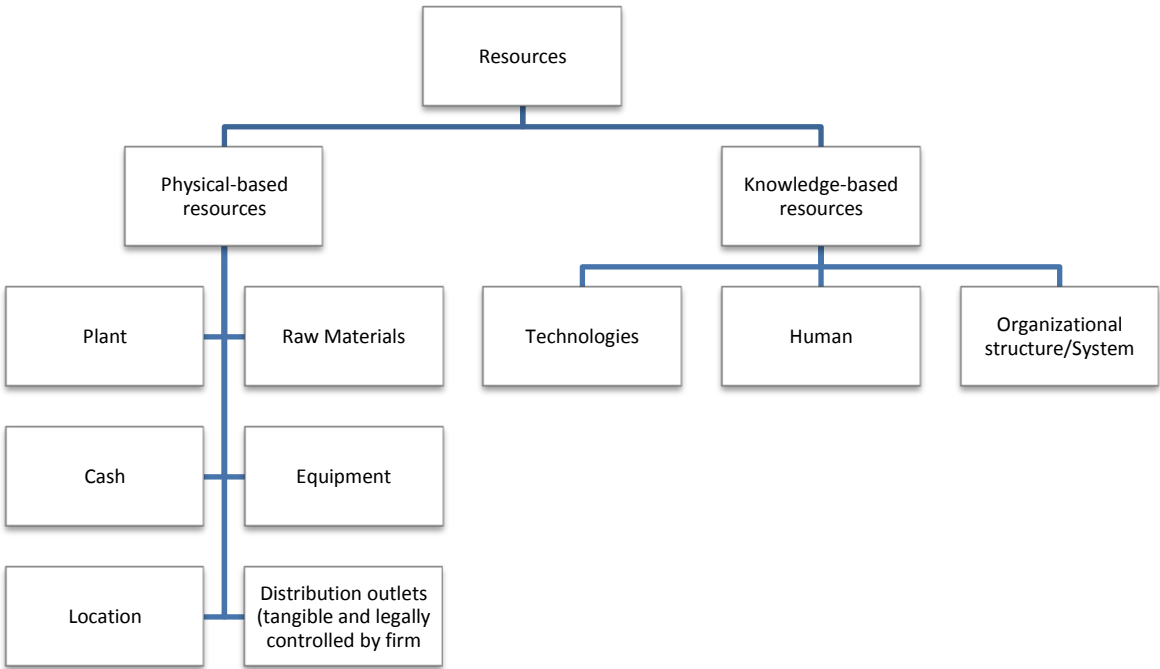 Resources
Physical-based
resources
Knowledge-based
resources
Plant
Raw Materials
Technologies
Human
Organizational
structure/System
Cash
Equipment
Location
Distribution outlets
(tangible and legally
controlled by firm